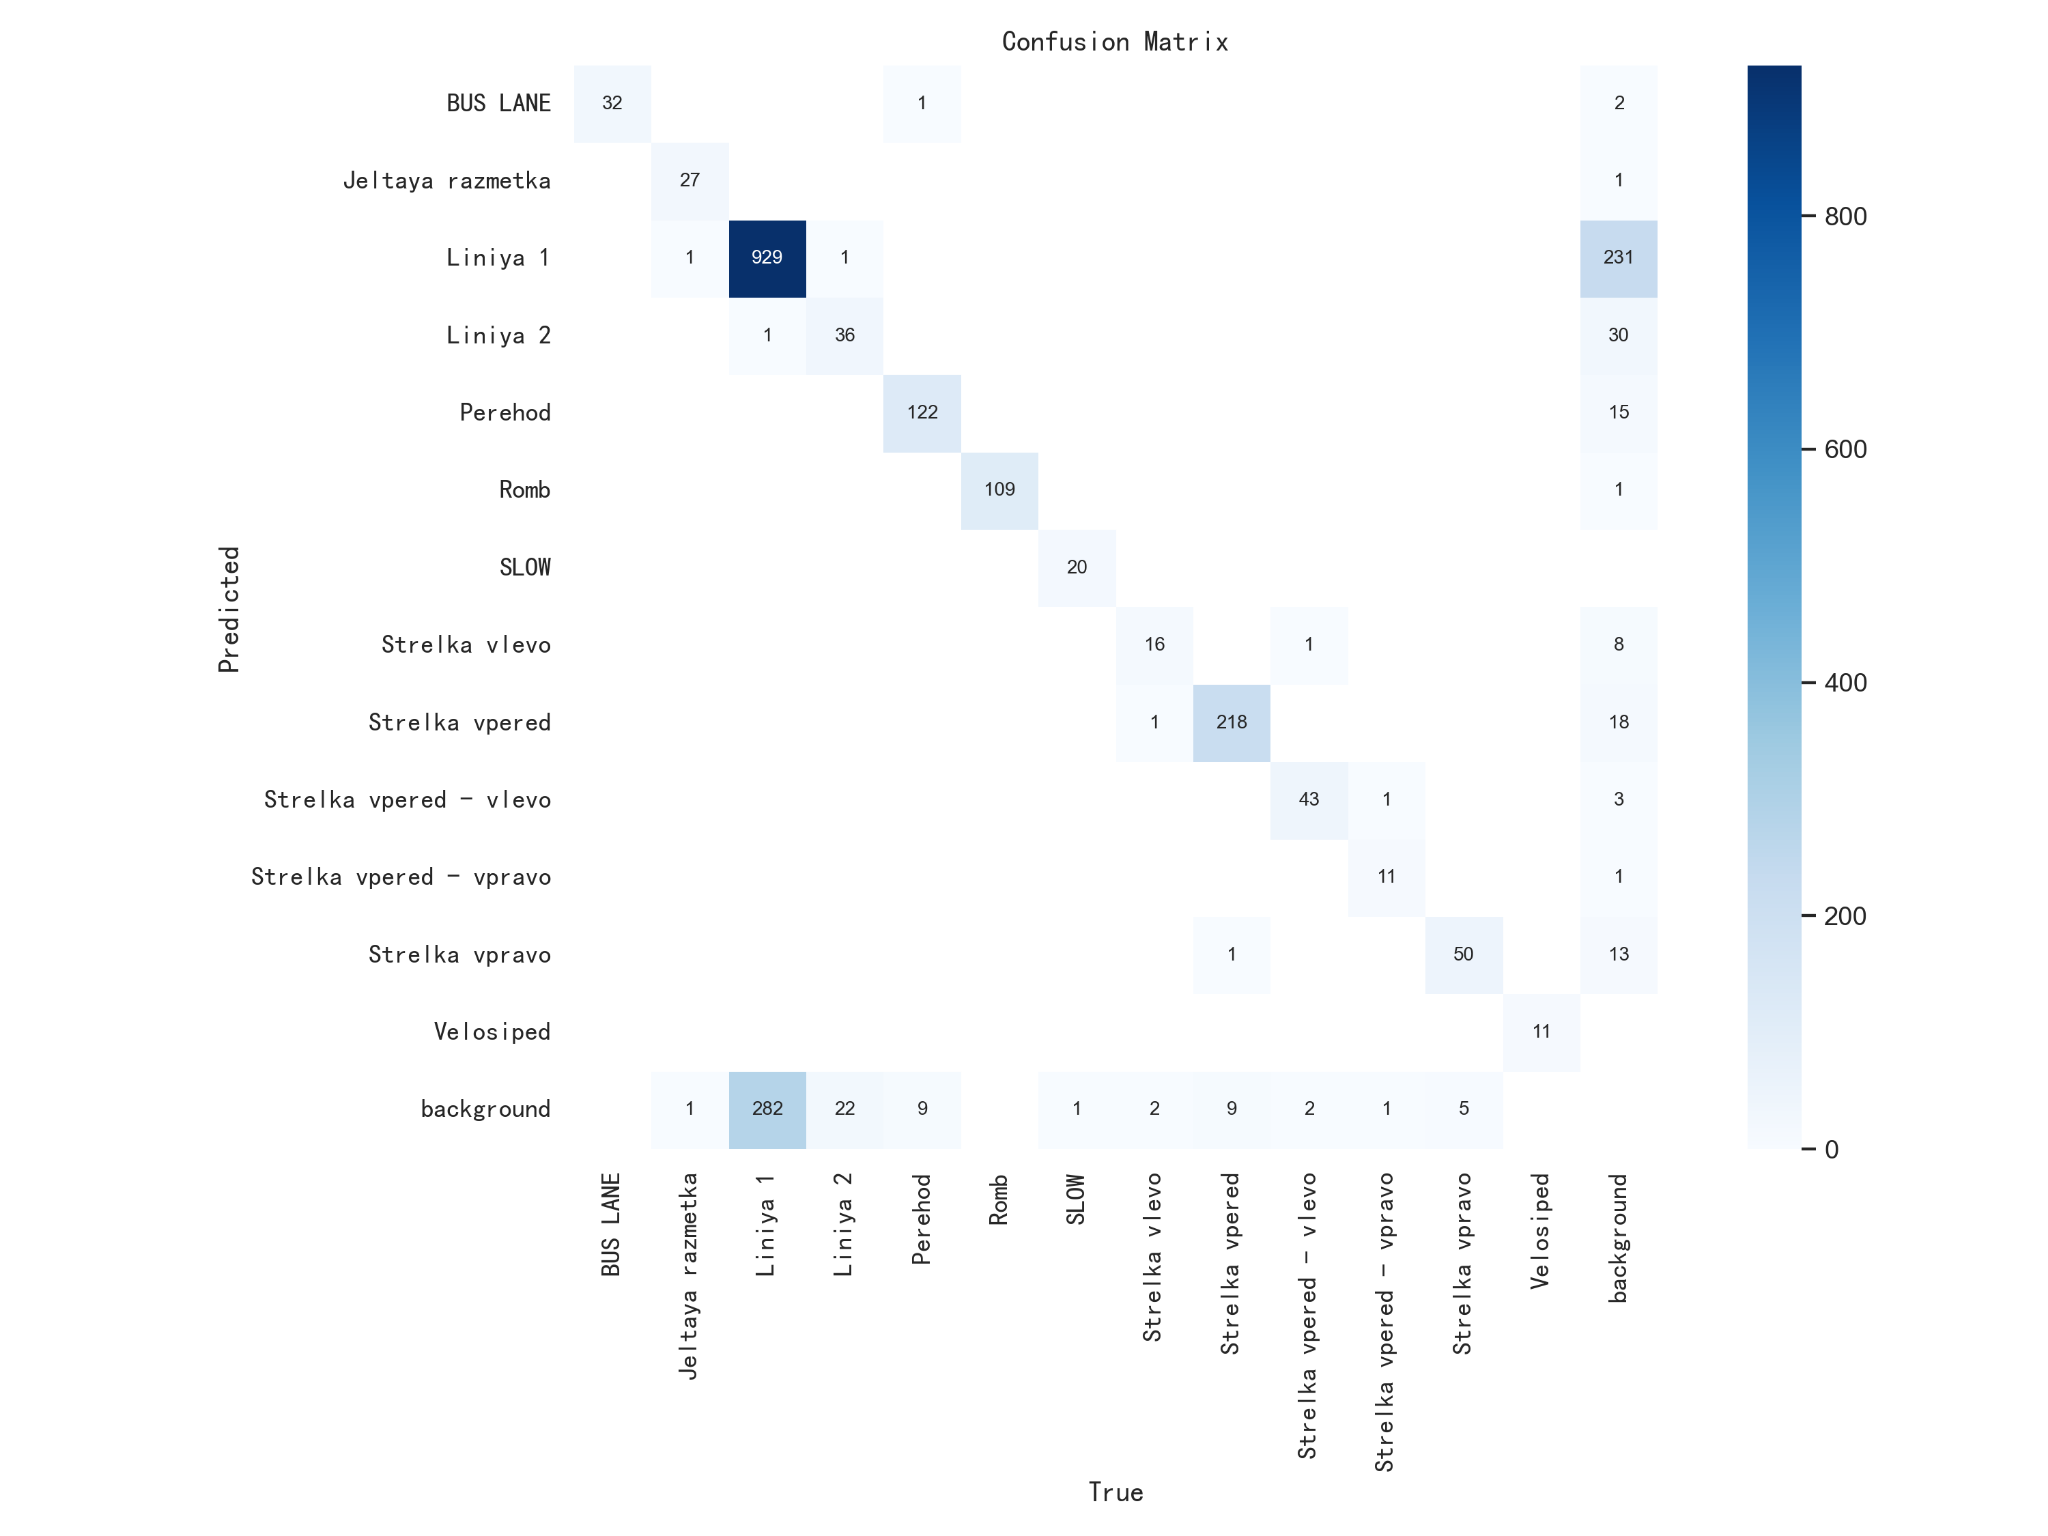 Confusion Matrix
BUS LANE 32 1 2
Jeltaya razmetka 27 1
Liniya 1 1 929 1 231
Liniya 2 1 36 30
Perehod 122 15
Romb 109 1
SLOW 20
Strelka vlevo 16 1 8
Strelka vpered 1 218 18
Strelka vpered - vlevo 43 1 3
Strelka vpered - vpravo 11 1
Strelka vpravo 1 50 13
Velosiped 11
background 1 282 22 9 1 2 9 2 1 5
Predicted
BUS LANE
Jeltaya razmetka
Liniya 1
Liniya 2
Perehod
Romb
SLOW
Strelka vlevo
Strelka vpered
Strelka vpered - vlevo
Strelka vpered - vpravo
Strelka vpravo
Velosiped
background
True
800
600
400
200
0